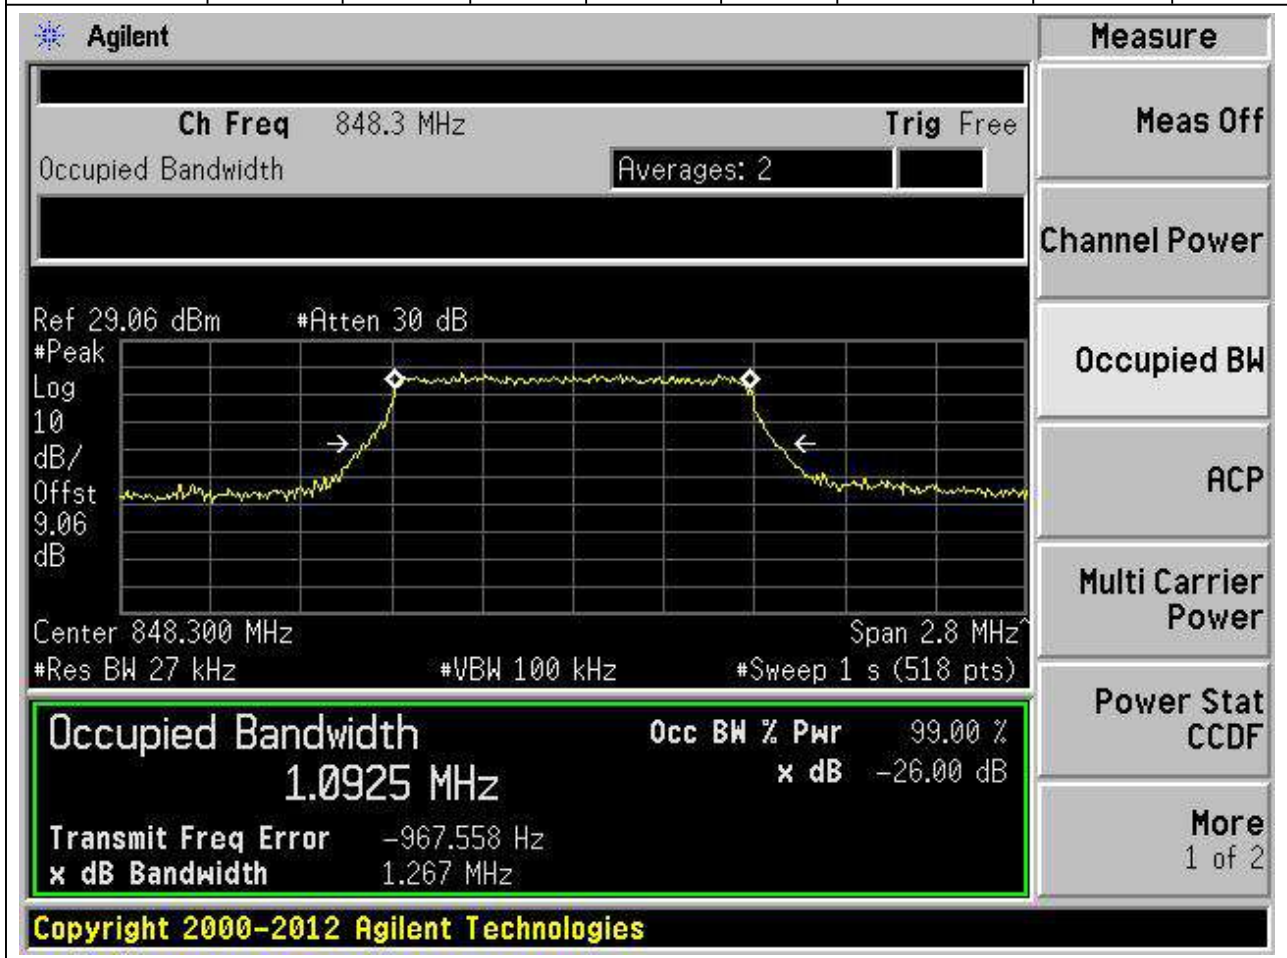 Agilent
Measure
Ch Freq 848.3 MHz Trig Free
Meas Off
Occupied Bandwidth Averages: 2
Channel Power
Ref 29.06 dBm #Atten 30 dB
#Peak
Log
10
dB/
Offst
9.06
dB
Occupied BW
ACP
Center 848.300 MHz Span 2.8 MHz^
#Res BW 27 kHz #VBW 100 kHz #Sweep 1 s (518 pts)
Multi Carrier
Power
Occupied Bandwidth Occ BW % Pwr 99.00 %
1.0925 MHz x dB -26.00 dB
Power Stat
CCDF
Transmit Freq Error -967.558 Hz
x dB Bandwidth 1.267 MHz
More
1 of 2
Copyright 2000-2012 Agilent Technologies